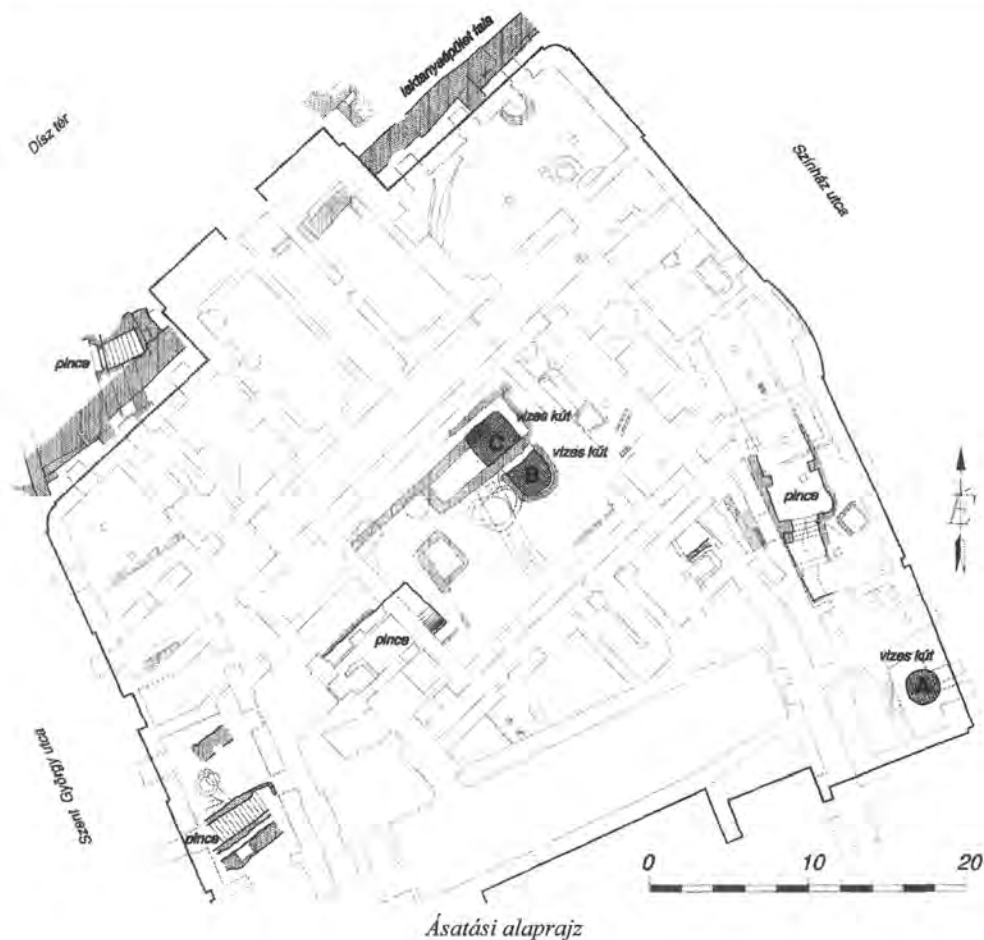 laktanyaépület fala
Dísz tér
Színház utca
pince
vizes kút
C
vizes kút
B
pince
É
pince
vizes kút
A
Szent György utca
pince
0 10 20
Ásatási alaprajz